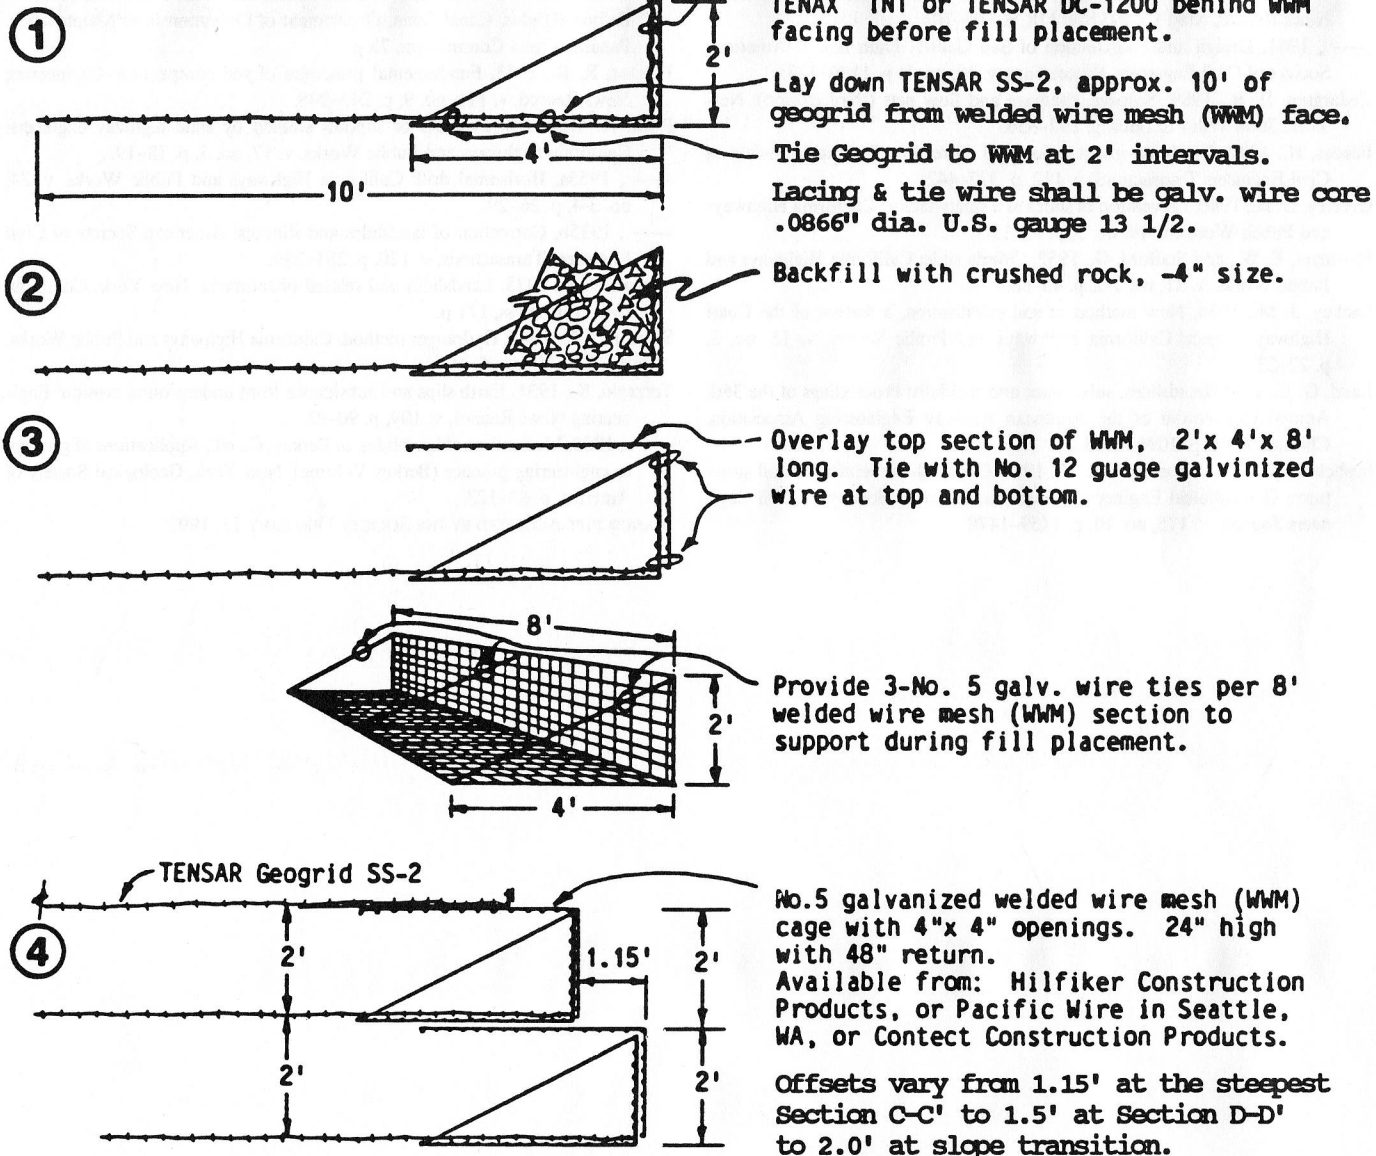 1
TENAX TNT or TENSAR DC-1200 behind WWM
facing before fill placement.
2'
Lay down TENSAR SS-2, approx. 10' of
geogrid from welded wire mesh (WWM) face.
4'
Tie Geogrid to WWM at 2' intervals.
10'
Lacing & tie wire shall be galv. wire core
.0866" dia. U.S. gauge 13 1/2.
2
Backfill with crushed rock, -4" size.
3
Overlay top section of WWM, 2'x 4'x 8'
long. Tie with No. 12 guage galvinized
wire at top and bottom.
8'
Provide 3-No. 5 galv. wire ties per 8'
welded wire mesh (WWM) section to
support during fill placement.
2'
4'
TENSAR Geogrid SS-2
4
No.5 galvanized welded wire mesh (WWM)
cage with 4"x 4" openings. 24" high
with 48" return.
Available from: Hilfiker Construction
Products, or Pacific Wire in Seattle,
WA, or Contect Construction Products.
2'
1.15'
2'
2'
2'
Offsets vary from 1.15' at the steepest
Section C-C' to 1.5' at Section D-D'
to 2.0' at slope transition.